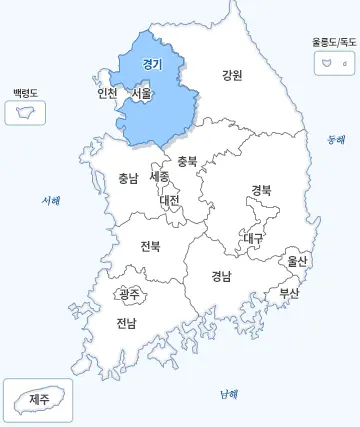 울릉도/독도
경기
강원
백령도
인천
서울
동해
충북
충남
세종
경북
서해
대전
대구
전북
울산
경남
광주
부산
전남
남해
제주